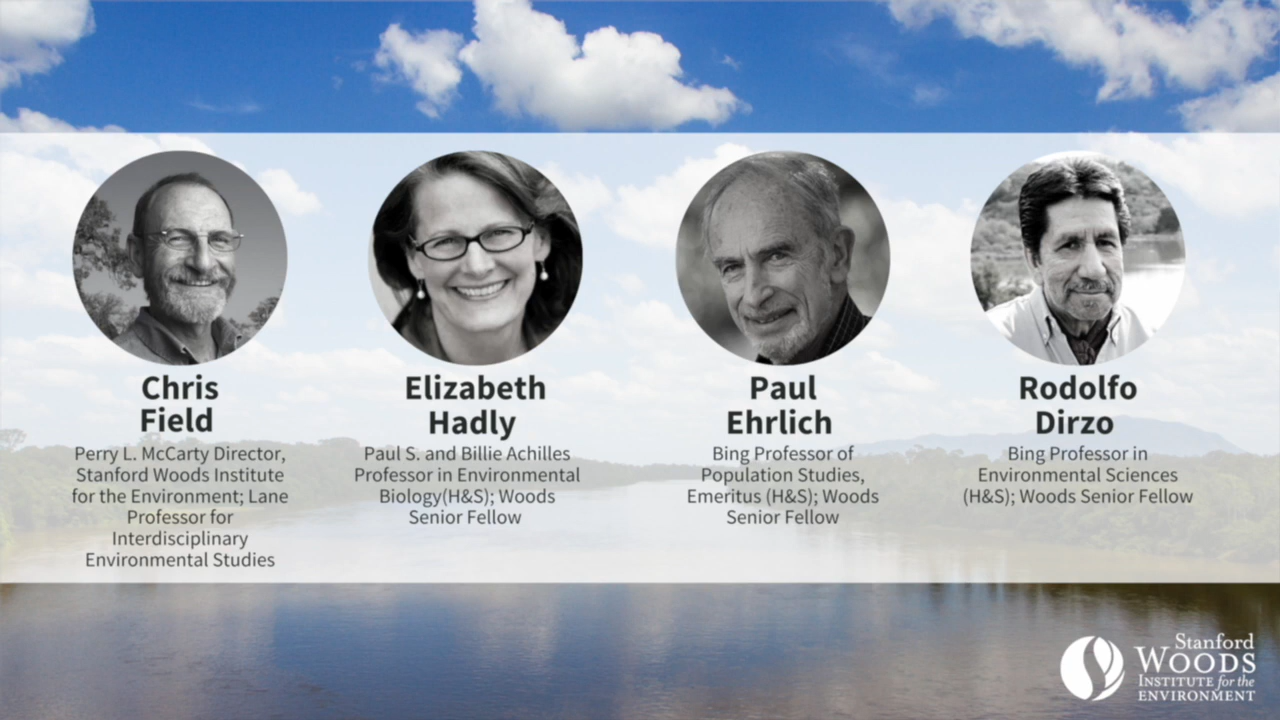 Chris
Field
Perry L. McCarty Director,
Stanford Woods Institute
for the Environment; Lane
Professor for
Interdisciplinary
Environmental Studies
Elizabeth
Hadly
Paul S. and Billie Achilles
Professor in Environmental
Biology(H&S); Woods
Senior Fellow
Paul
Ehrlich
Bing Professor of
Population Studies,
Emeritus (H&S); Woods
Senior Fellow
Rodolfo
Dirzo
Bing Professor in
Environmental Sciences
(H&S); Woods Senior Fellow
Stanford
WOODS
INSTITUTE for the
ENVIRONMENT